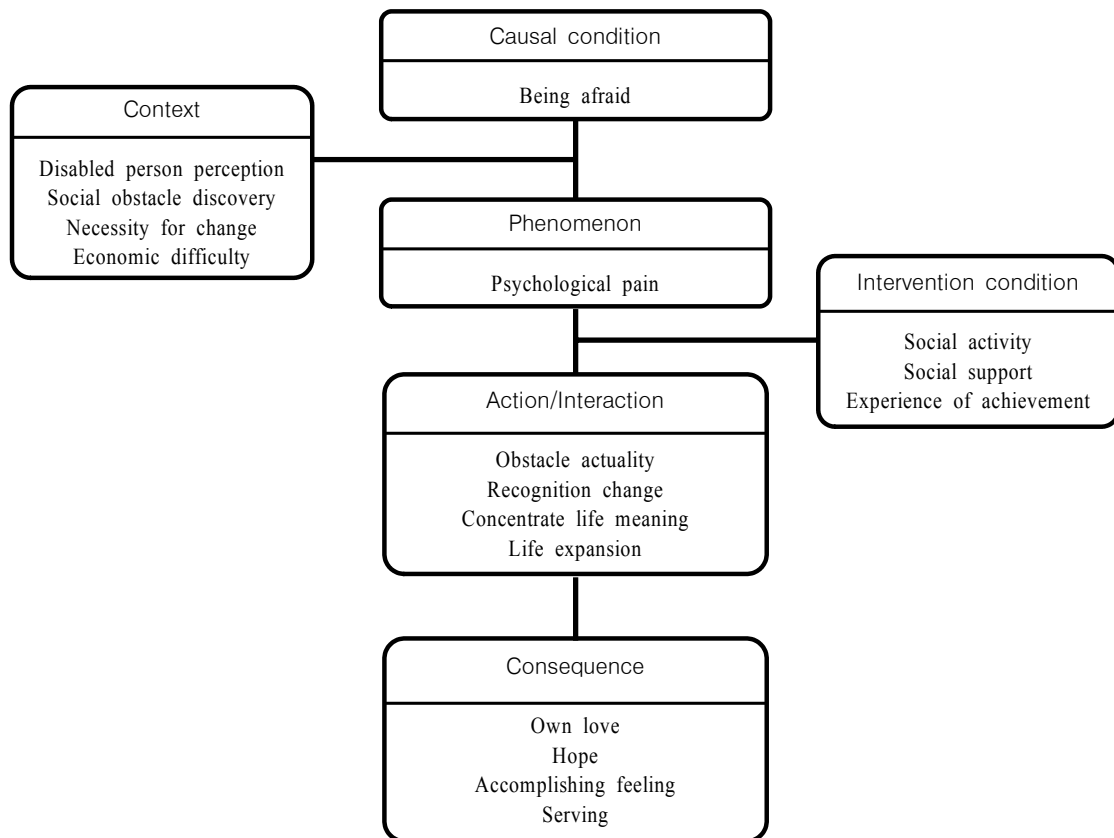 Causal condition
Being afraid
Context
Disabled person perception
Social obstacle discovery
Necessity for change
Economic difficulty
Phenomenon
Psychological pain
Intervention condition
Social activity
Social support
Experience of achievement
Action/Interaction
Obstacle actuality
Recognition change
Concentrate life meaning
Life expansion
Consequence
Own love
Hope
Accomplishing feeling
Serving